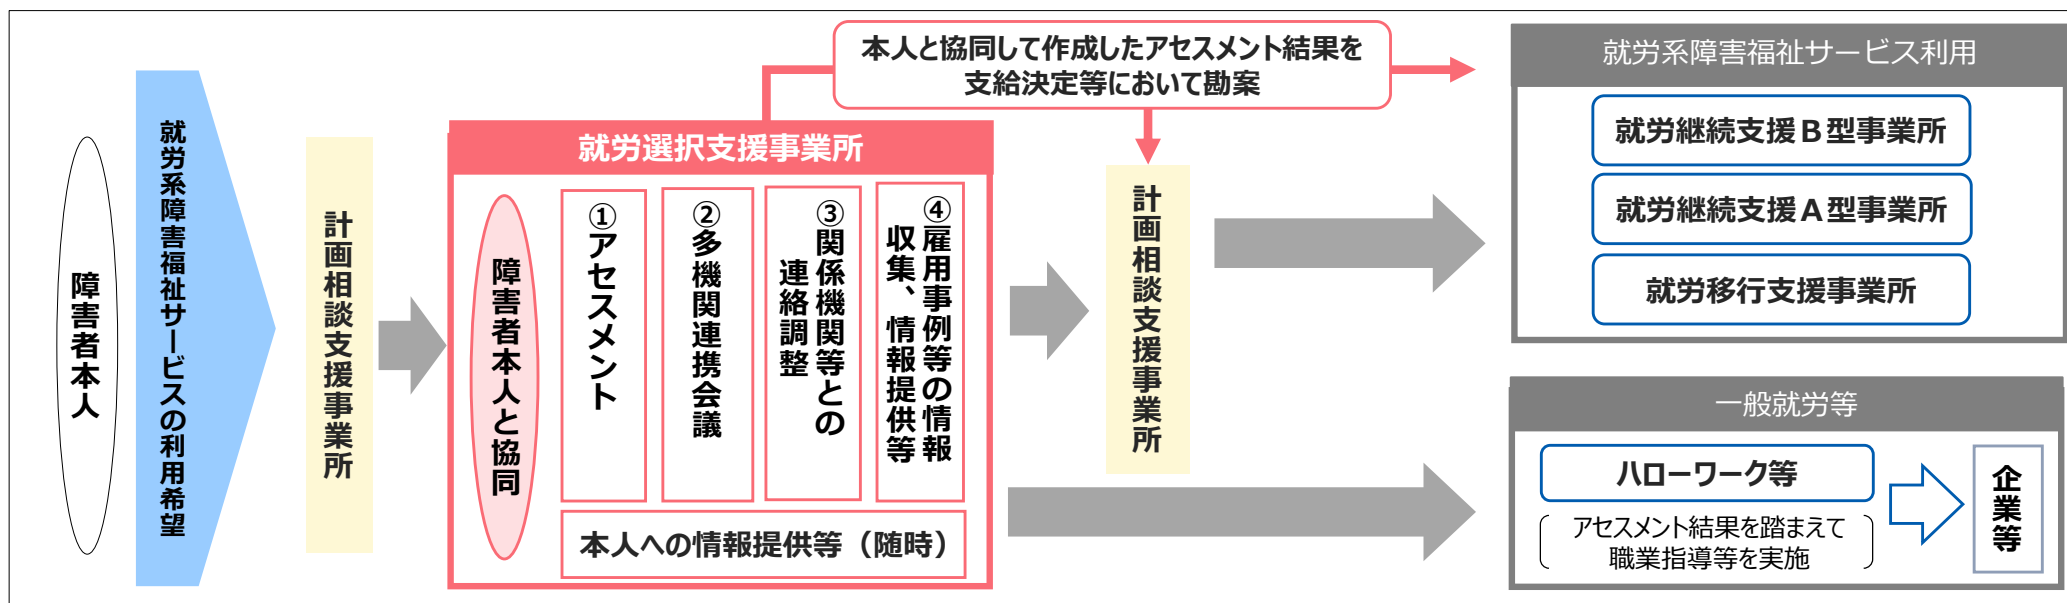 障害者本人
就労系障害福祉サービスの利用希望
計画相談支援事業所
就労選択支援事業所
障害者本人と協同
①アセスメント
②多機関連携会議
③関係機関等との
連絡調整
④雇用事例等の情報
収集、情報提供等
本人への情報提供等（随時）
本人と協同して作成したアセスメント結果を
支給決定等において勘案
計画相談支援事業所
就労系障害福祉サービス利用
就労継続支援Ｂ型事業所
就労継続支援Ａ型事業所
就労移行支援事業所
一般就労等
ハローワーク等
アセスメント結果を踏まえて
職業指導等を実施
企業等